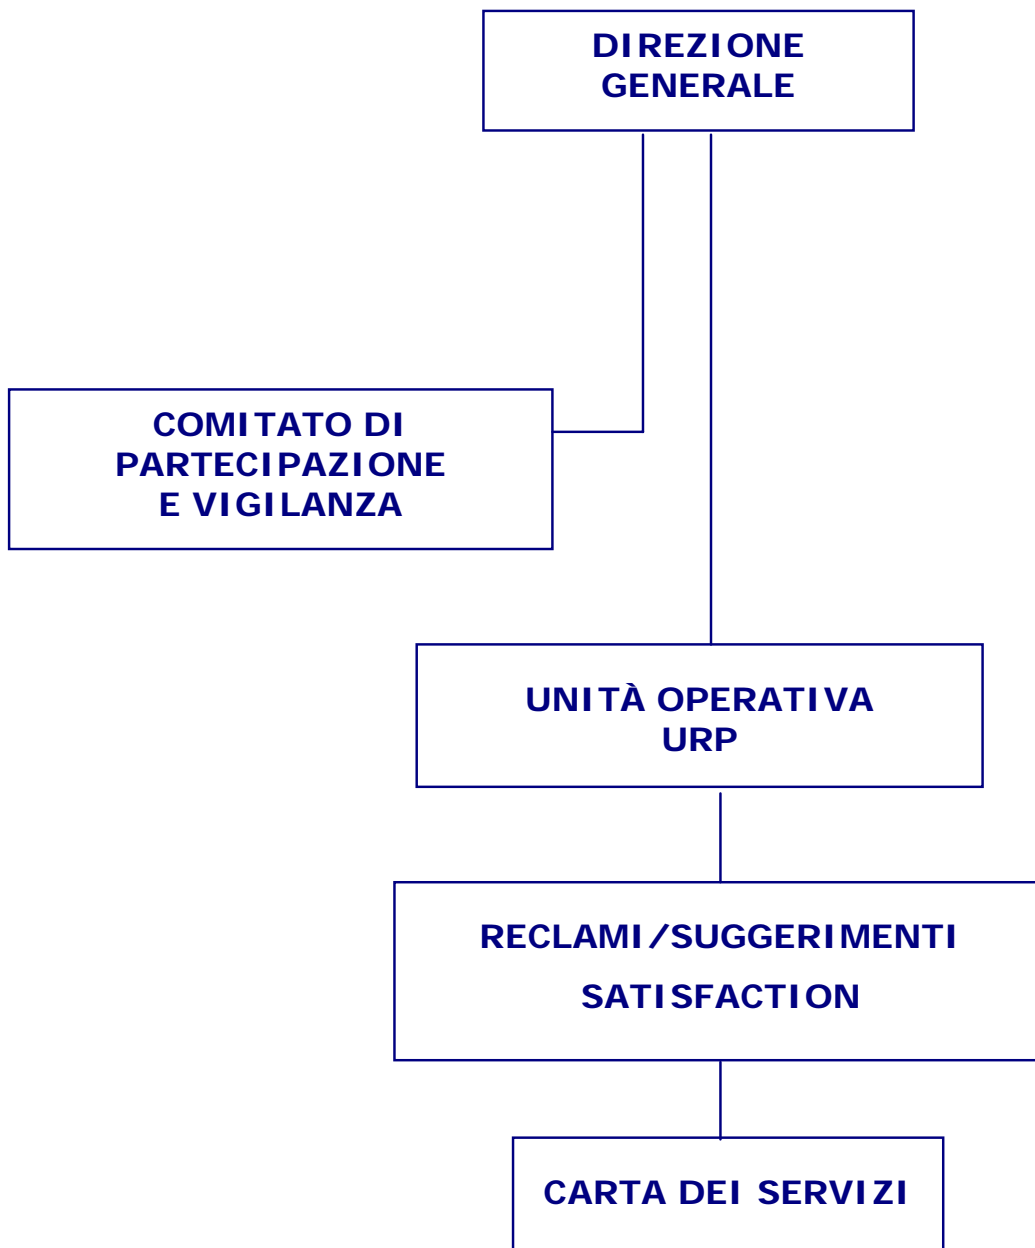 DIREZIONE
GENERALE
COMITATO DI
PARTECIPAZIONE
E VIGILANZA
UNITÀ OPERATIVA
URP
RECLAMI/SUGGERIMENTI
SATISFACTION
CARTA DEI SERVIZI